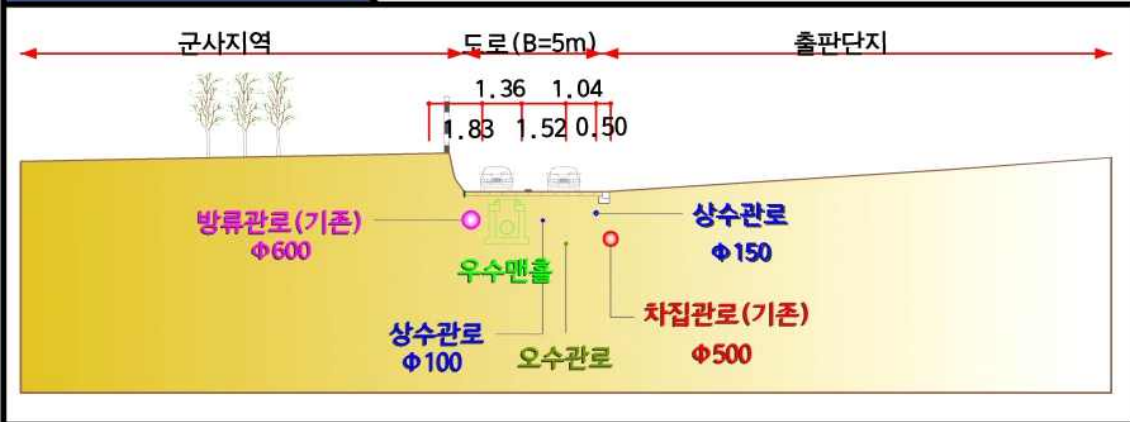 군사지역 도로(B=5m) 출판단지
1.36 1.04
1.83 1.52 0.50
방류관로(기존)
Φ600
우수맨홀
상수관로
Φ150
상수관로
Φ100
오수관로
차집관로(기존)
Φ500